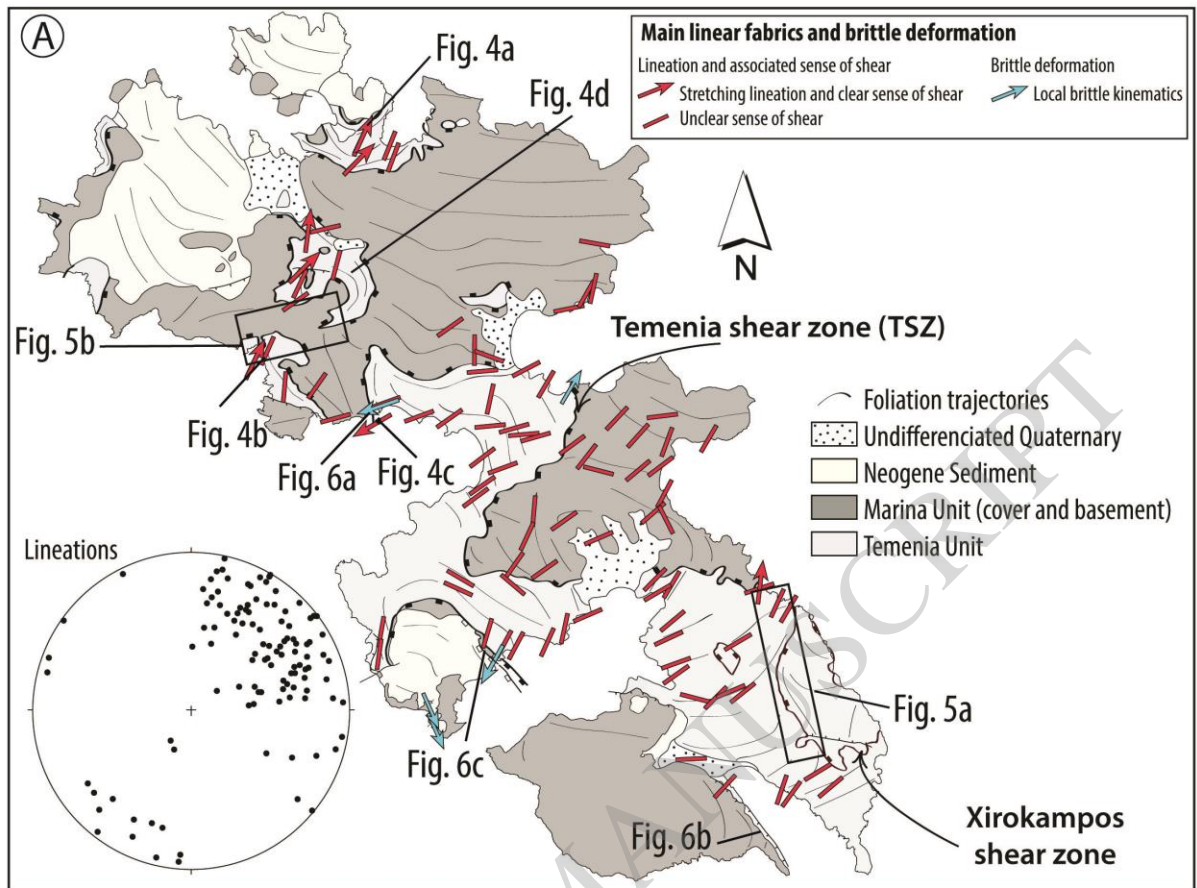 A
Main linear fabrics and brittle deformation
Lineation and associated sense of shear
Stretching lineation and clear sense of shear
Unclear sense of shear
Brittle deformation
Local brittle kinematics
Fig. 4a
Fig. 4d
N
Fig. 5b
Temenia shear zone (TSZ)
Fig. 4b
Fig. 6a
Fig. 4c
Foliation trajectories
Undifferenciated Quaternary
Neogene Sediment
Marina Unit (cover and basement)
Temenia Unit
Lineations
Fig. 5a
Fig. 6c
Fig. 6b
Xirokampos
shear zone
MANUSCRIPT